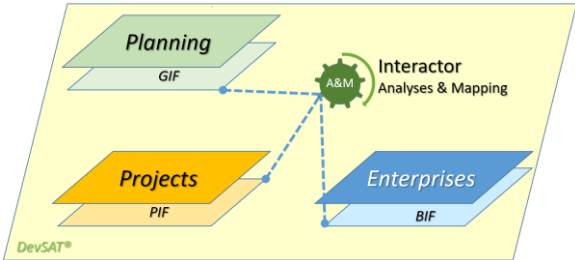 Planning
GIF
A&M
Interactor
Analyses & Mapping
Projects
PIF
Enterprises
BIF
DevSAT®